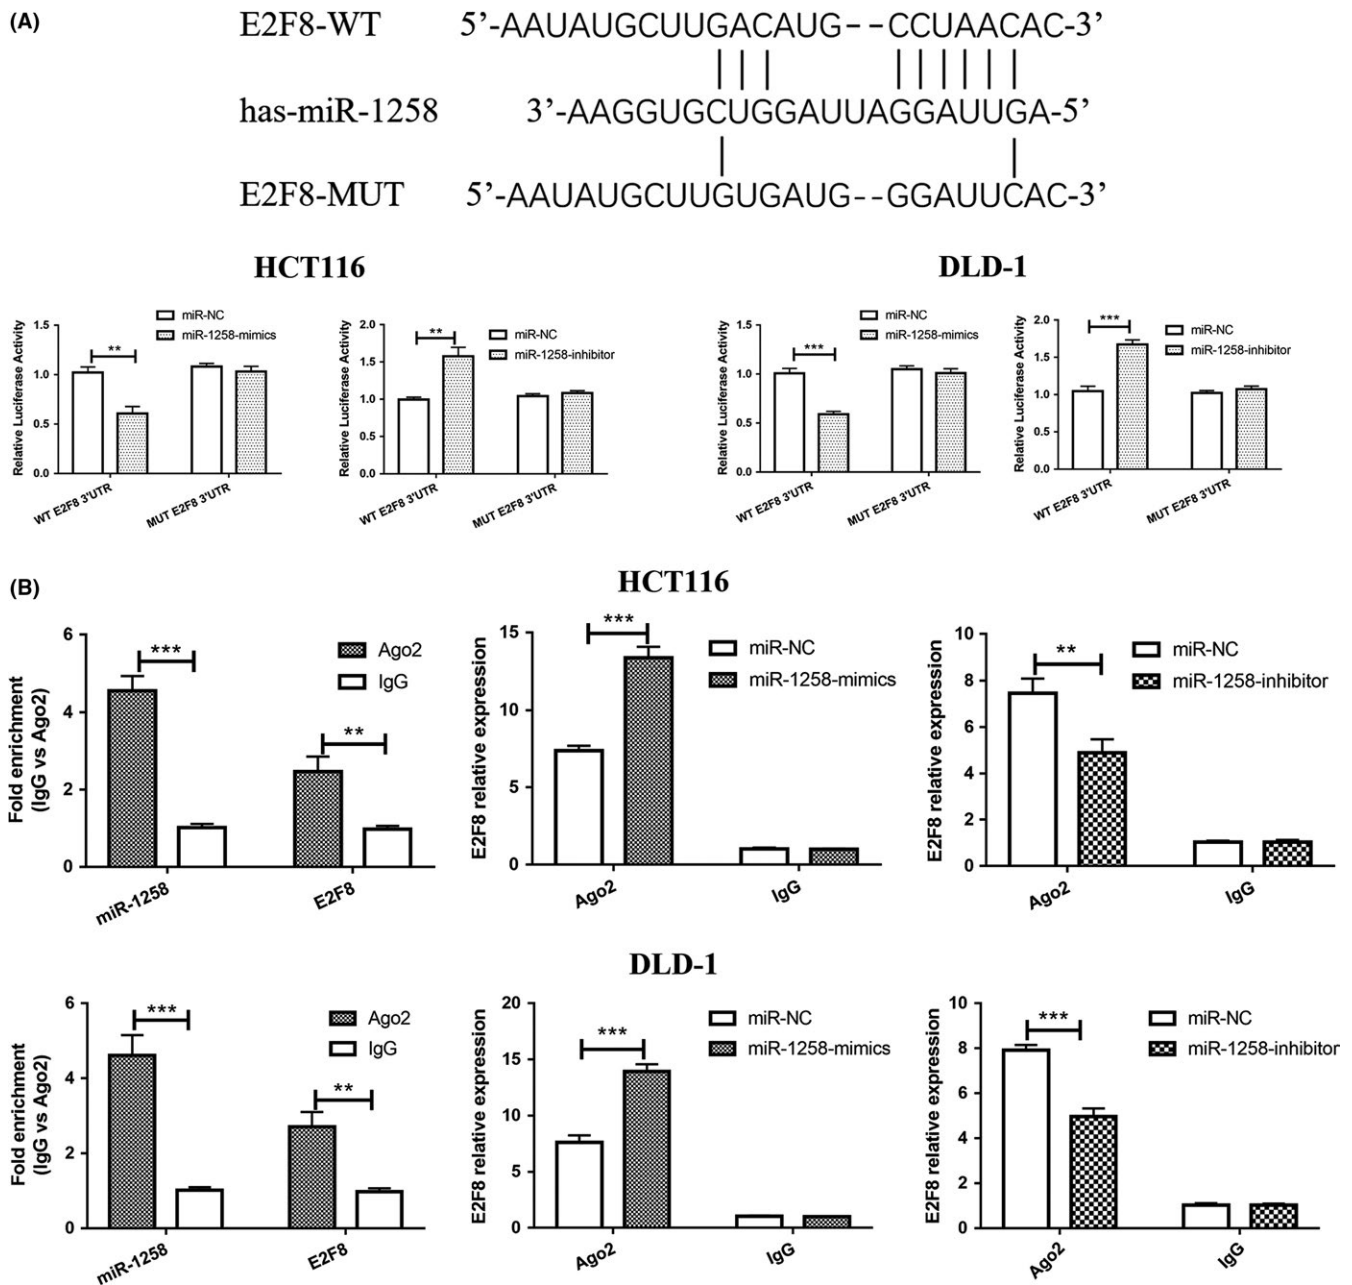 (A)
E2F8-WT 5’-AAUAUGCUUGACAUG--CCUAACAC-3’
has-miR-1258 3’-AAGGUGCUGGAUUAGGAUUGA-5’
E2F8-MUT 5’-AAUAUGCUUGUGAUG--GGAUUCAC-3’
HCT116
DLD-1
Relative Luciferase Activity
1.5
1.0
0.5
0.0
**
miR-NC
miR-1258-mimics
WT E2F8 3'UTR
MUT E2F8 3'UTR
Relative Luciferase Activity
2.0
1.5
1.0
0.5
0.0
**
miR-NC
miR-1258-inhibitor
WT E2F8 3'UTR
MUT E2F8 3'UTR
Relative Luciferase Activity
1.5
1.0
0.5
0.0
***
miR-NC
miR-1258-mimics
WT E2F8 3'UTR
MUT E2F8 3'UTR
Relative Luciferase Activity
2.0
1.5
1.0
0.5
0.0
***
miR-NC
miR-1258-inhibitor
WT E2F8 3'UTR
MUT E2F8 3'UTR
(B)
HCT116
Fold enrichment
(IgG vs Ago2)
6
4
2
0
***
**
Ago2
IgG
miR-1258
E2F8
E2F8 relative expression
15
10
5
0
***
miR-NC
miR-1258-mimics
Ago2
IgG
E2F8 relative expression
10
8
6
4
2
0
**
miR-NC
miR-1258-inhibitor
Ago2
IgG
DLD-1
Fold enrichment
(IgG vs Ago2)
6
4
2
0
***
**
Ago2
IgG
miR-1258
E2F8
E2F8 relative expression
20
15
10
5
0
***
miR-NC
miR-1258-mimics
Ago2
IgG
E2F8 relative expression
10
8
6
4
2
0
***
miR-NC
miR-1258-inhibitor
Ago2
IgG